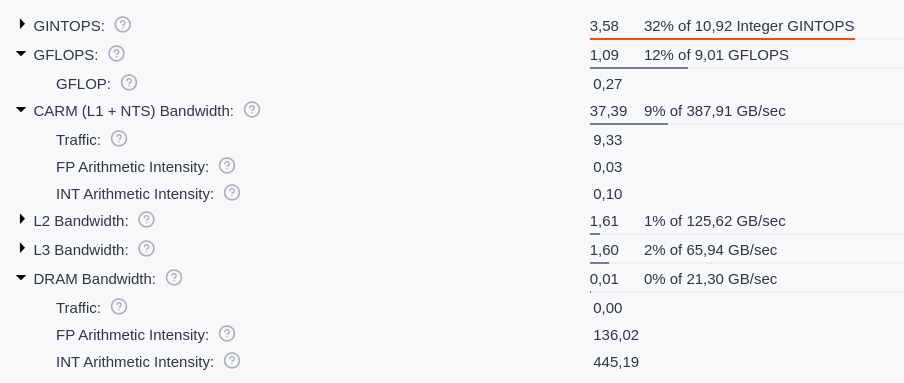 GINTOPS: ? 3,58 32% of 10,92 Integer GINTOPS
GFLOPS: ? 1,09 12% of 9,01 GFLOPS
GFLOP: ? 0,27
CARM (L1 + NTS) Bandwidth: ? 37,39 9% of 387,91 GB/sec
Traffic: ? 9,33
FP Arithmetic Intensity: ? 0,03
INT Arithmetic Intensity: ? 0,10
L2 Bandwidth: ? 1,61 1% of 125,62 GB/sec
L3 Bandwidth: ? 1,60 2% of 65,94 GB/sec
DRAM Bandwidth: ? 0,01 0% of 21,30 GB/sec
Traffic: ? 0,00
FP Arithmetic Intensity: ? 136,02
INT Arithmetic Intensity: ? 445,19